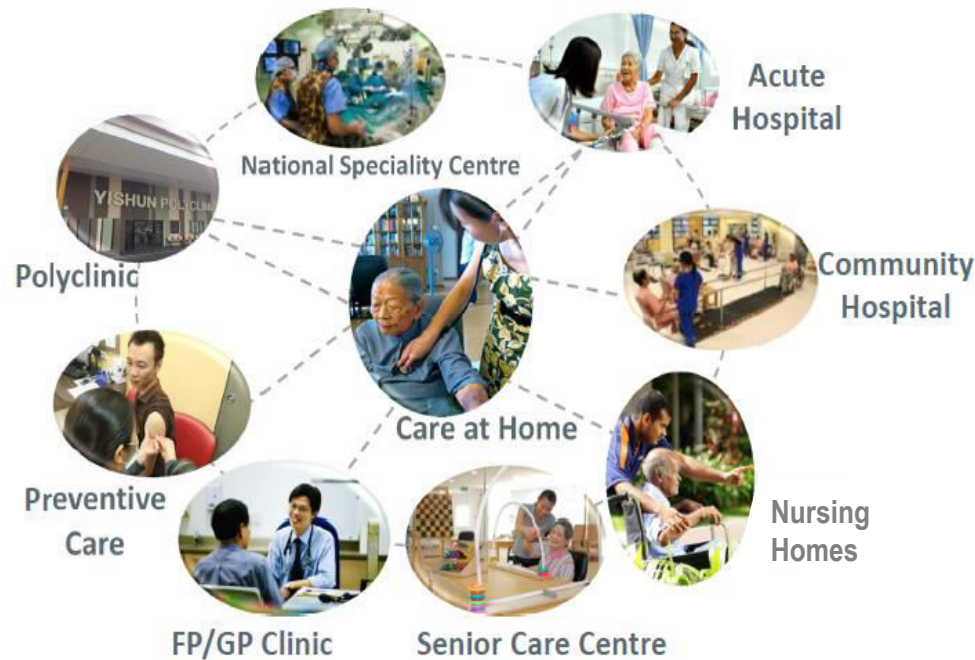 Acute
Hospital
National Speciality Centre
YISHUN POLYCLINIC
Polyclinic
Community
Hospital
Care at Home
Preventive
Care
Nursing
Homes
FP/GP Clinic
Senior Care Centre